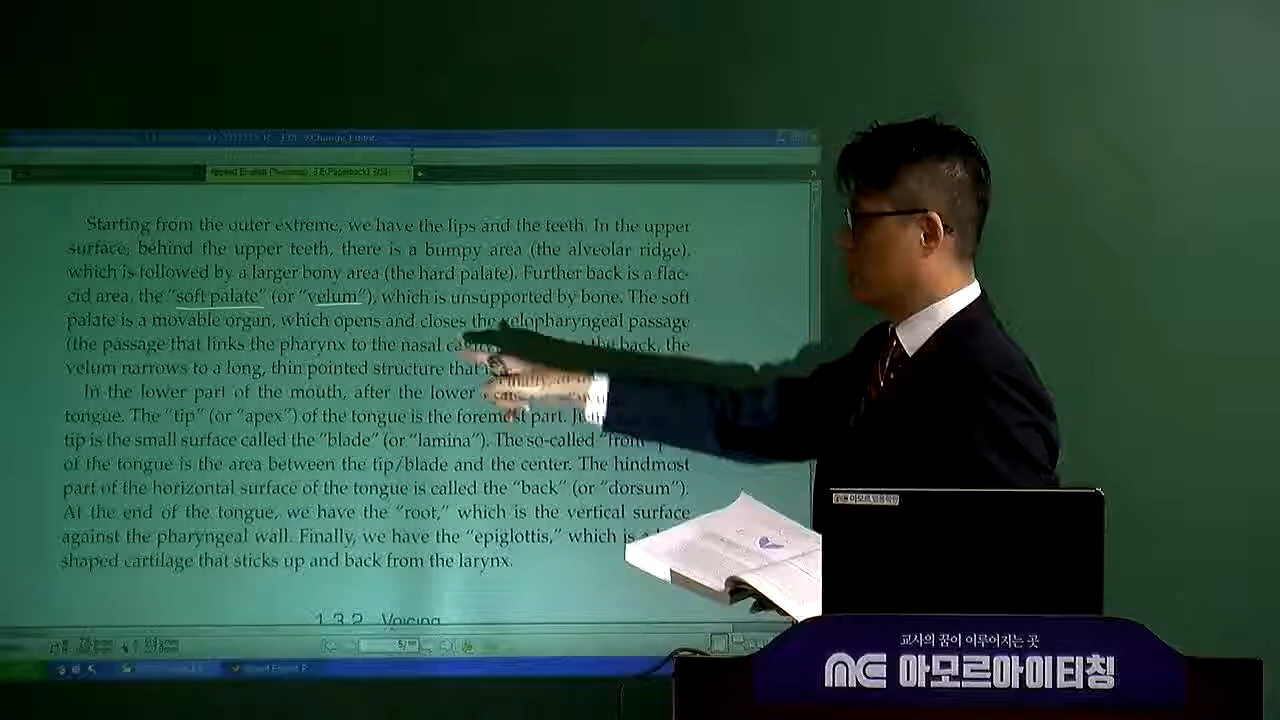 Starting from the outer extreme, we have the lips and the teeth. In the upper
surface, behind the upper teeth, there is a bumpy area (the alveolar ridge),
which is followed by a larger bony area (the hard palate). Further back is a flac-
cid area, the "soft palate" (or "velum"), which is unsupported by bone. The soft
palate is a movable organ, which opens and closes the velopharyngeal passage
(the passage that links the pharynx to the nasal the back, the
velum narrows to a long, thin pointed structure that
In the lower part of the mouth, after the lower
tongue. The "tip" (or "apex") of the tongue is the foremost part.
tip is the small surface called the "blade" (or "lamina"). The so-called "front"
of the tongue is the area between the tip/blade and the center. The hindmost
part of the horizontal surface of the tongue is called the "back" (or "dorsum").
At the end of the tongue, we have the "root," which is the vertical surface
against the pharyngeal wall. Finally, we have the "epiglottis," which is
shaped cartilage that sticks up and back from the larynx.
1.3.2 Voicing
교사의 꿈이 이루어지는 곳
아모르아이티칭